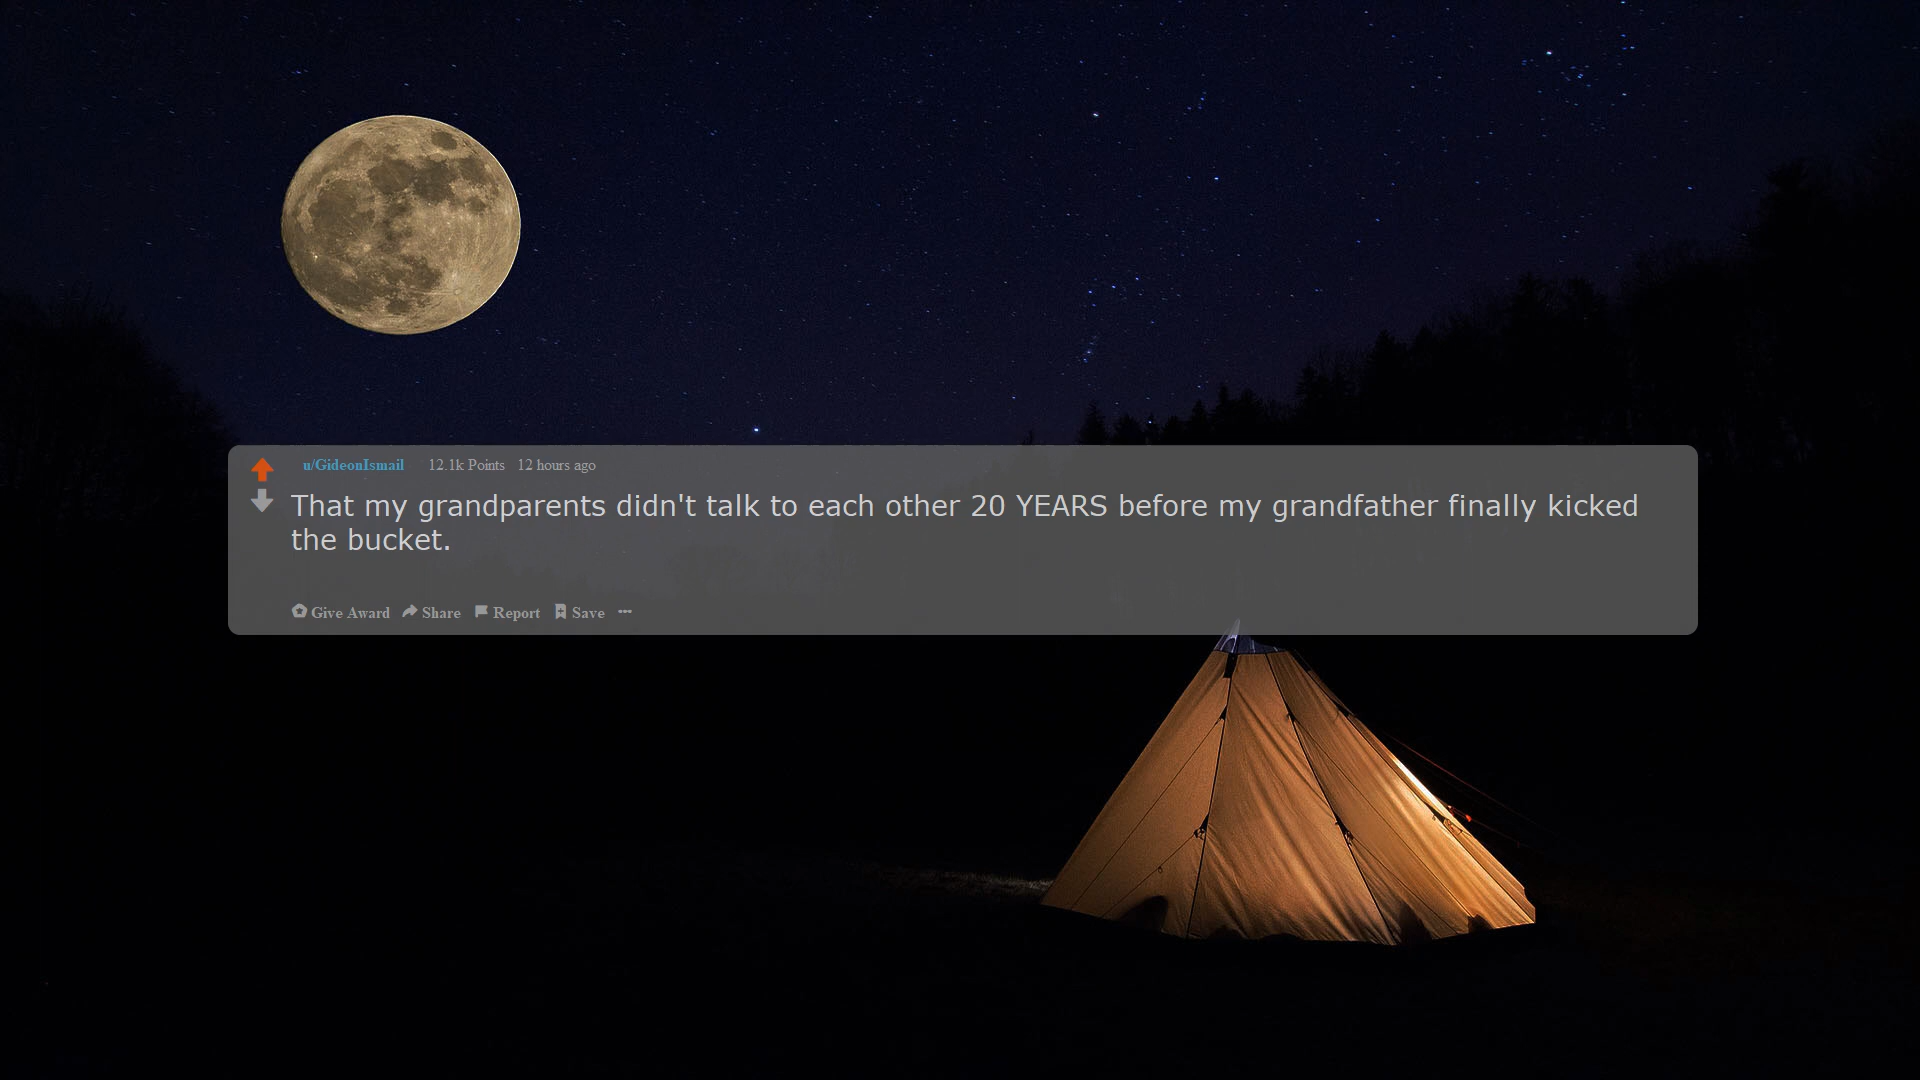 u/GideonIsmail 12.1k Points 12 hours ago
That my grandparents didn't talk to each other 20 YEARS before my grandfather finally kicked
the bucket.
Give Award Share Report Save